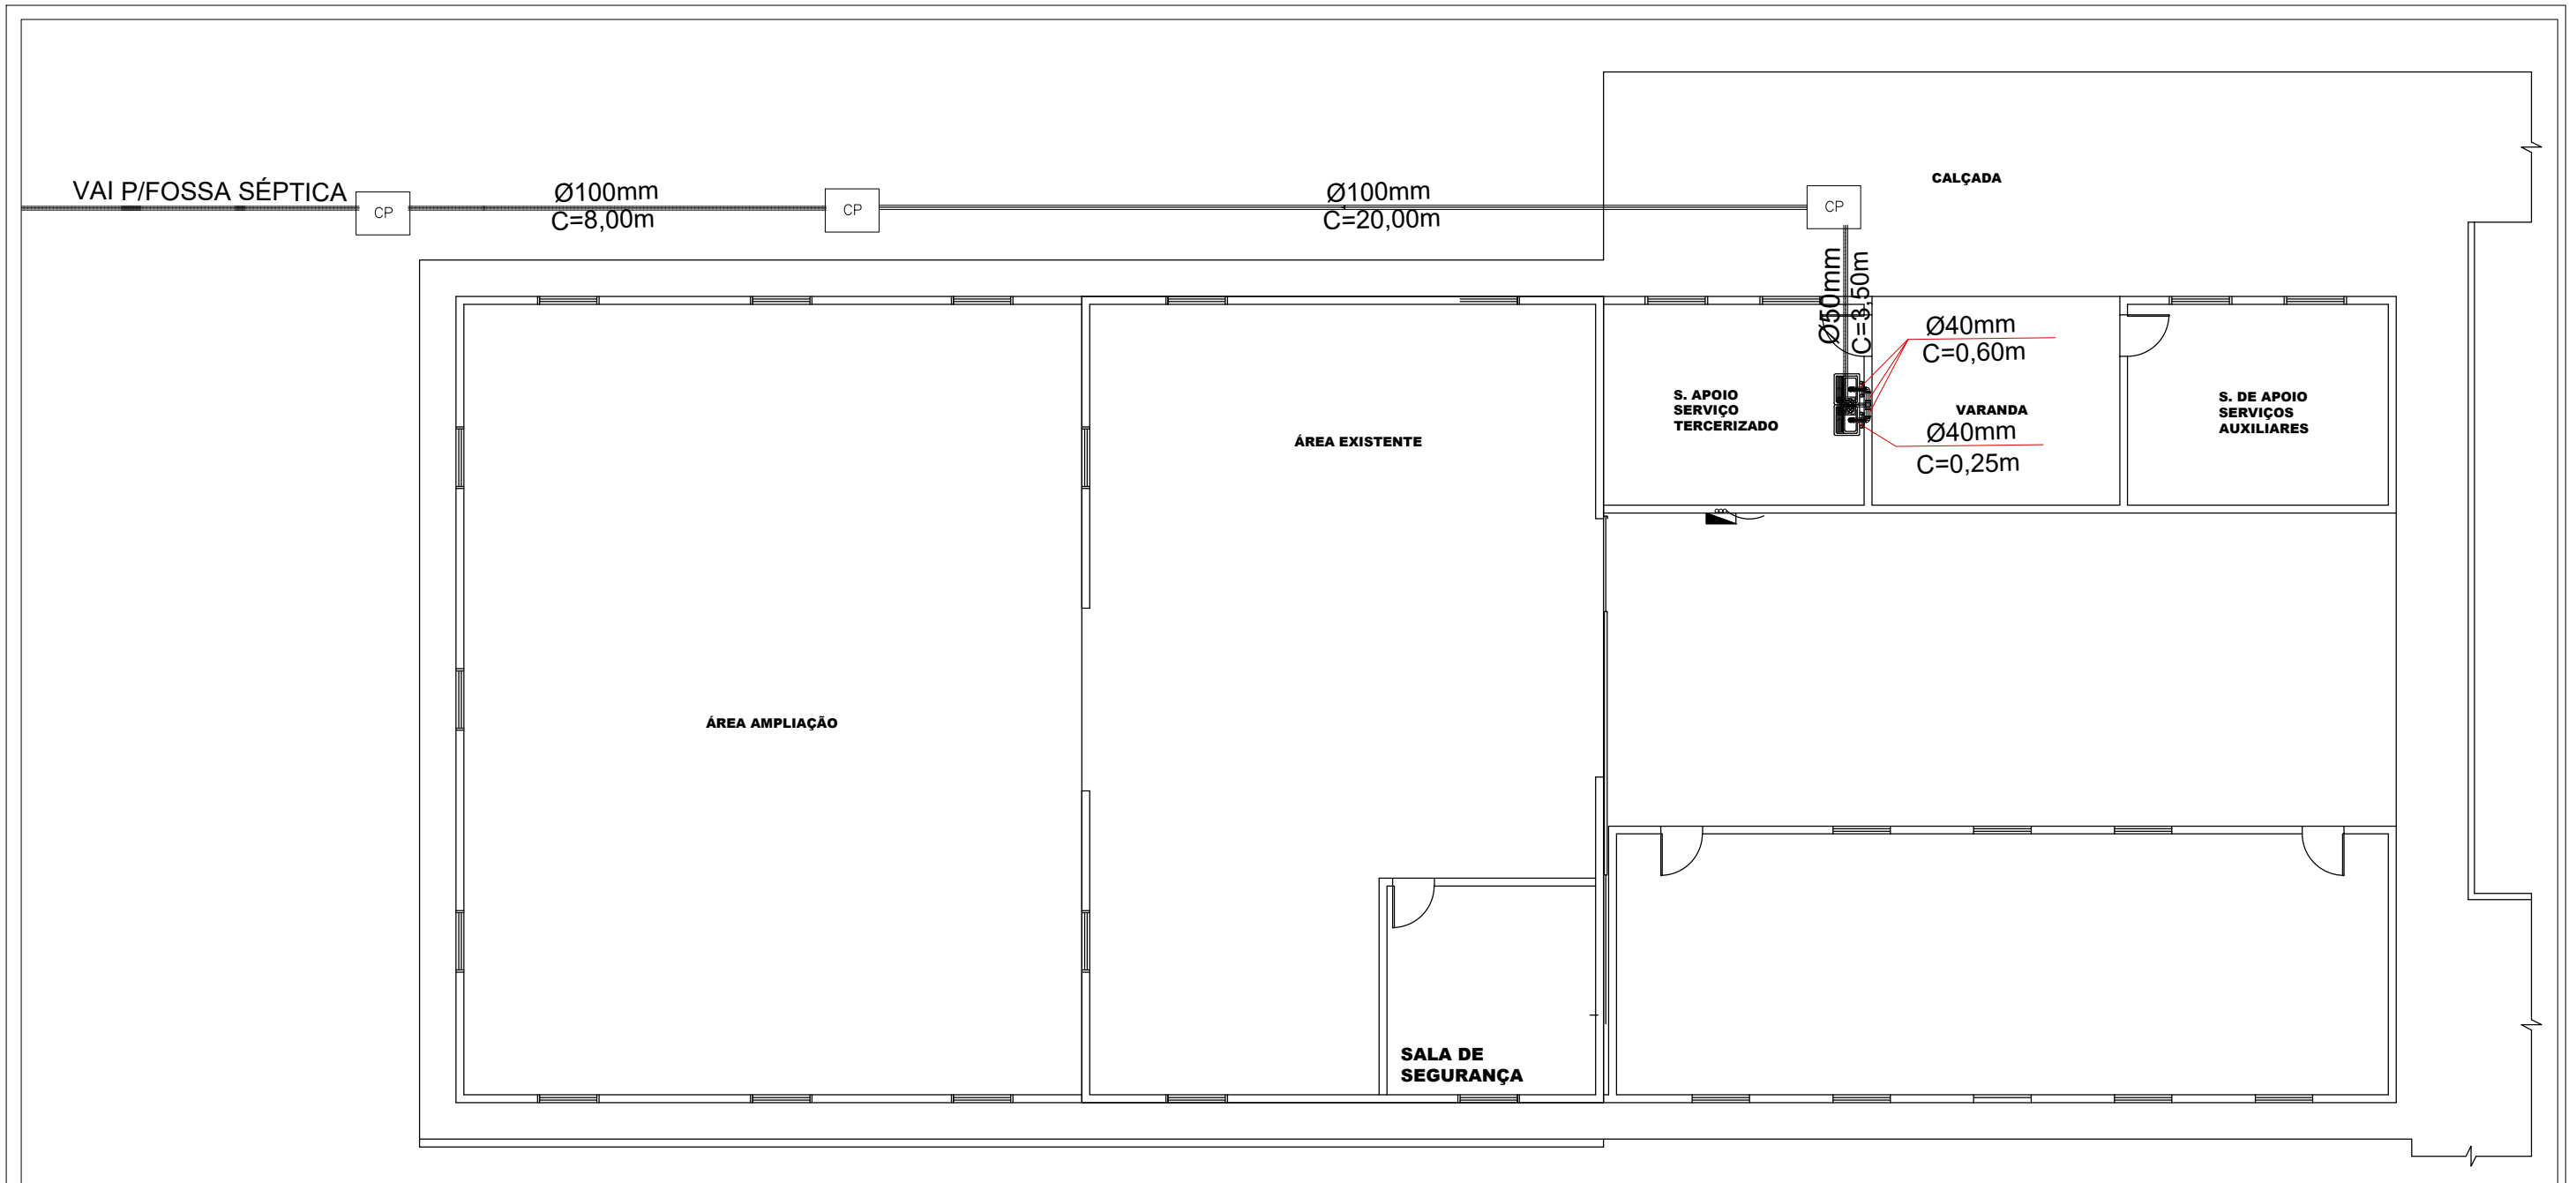 CALÇADA
VAI P/FOSSA SÉPTICA
CP
Ø100mm
C=8,00m
CP
Ø100mm
C=20,00m
CP
Ø50mm
C=3,50m
Ø40mm
C=0,60m
S. APOIO
SERVIÇO
TERCERIZADO
VARANDA
Ø40mm
C=0,25m
S. DE APOIO
SERVIÇOS
AUXILIARES
ÁREA EXISTENTE
ÁREA AMPLIAÇÃO
SALA DE
SEGURANÇA